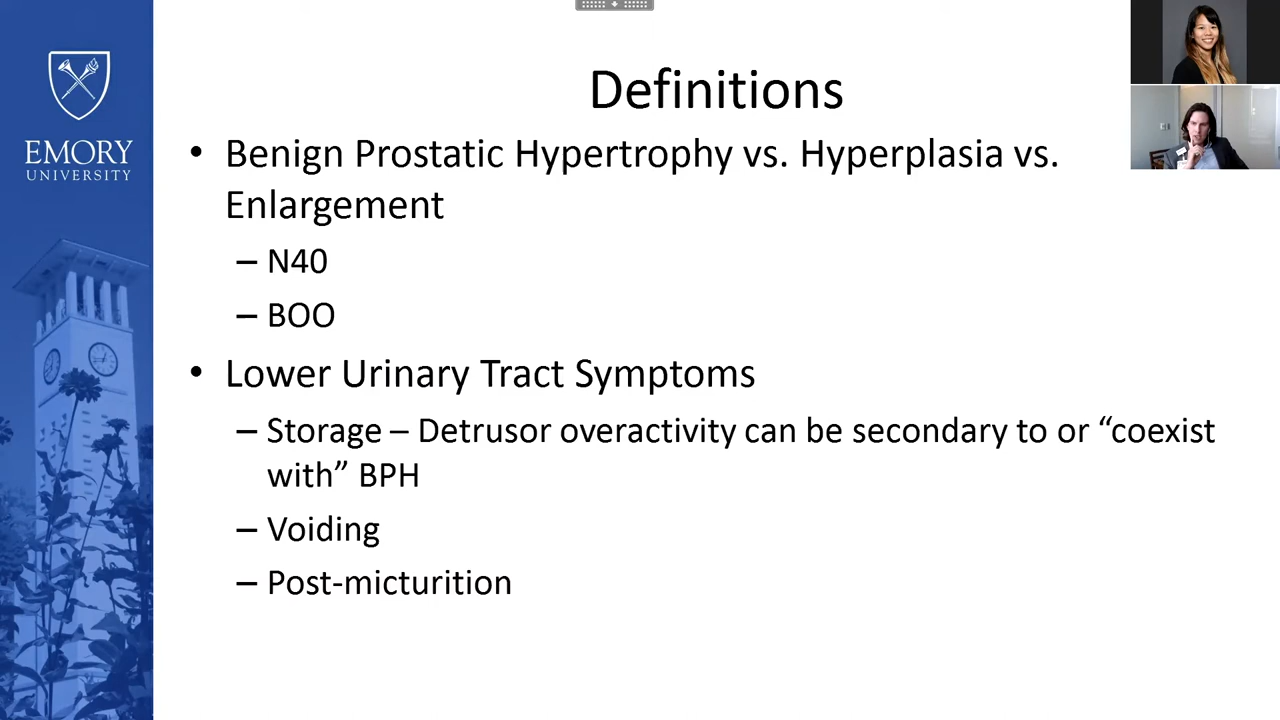 EMORY
UNIVERSITY
Definitions
• Benign Prostatic Hypertrophy vs. Hyperplasia vs.
Enlargement
– N40
– BOO
• Lower Urinary Tract Symptoms
– Storage – Detrusor overactivity can be secondary to or “coexist
with” BPH
– Voiding
– Post-micturition